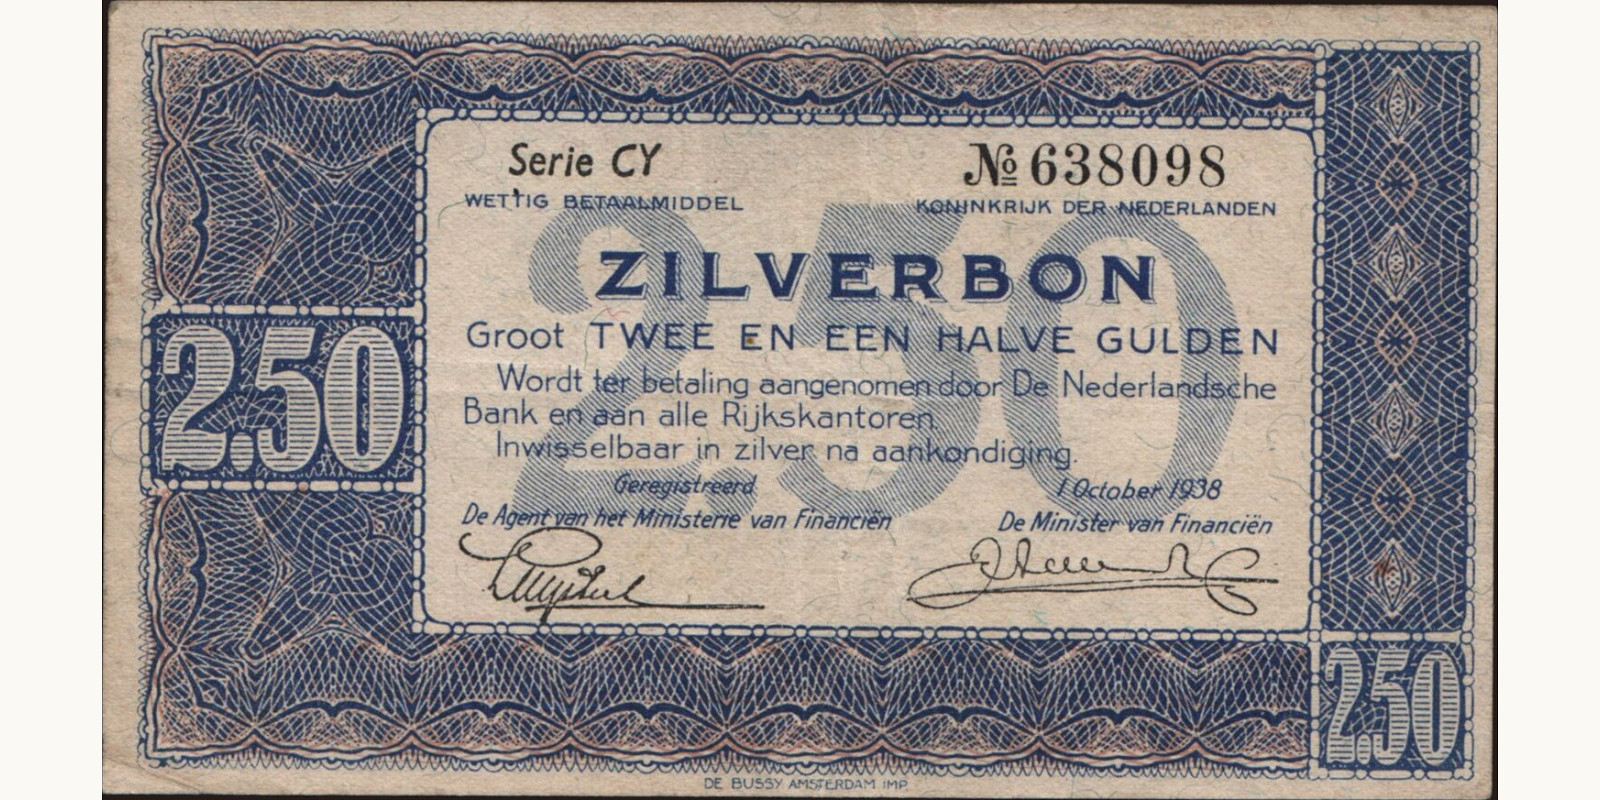 Serie CY
№ 638098
WETTIG BETAALMIDDEL
KONINKRIJK DER NEDERLANDEN
2.50
ZILVERBON
Groot TWEE EN EEN HALVE GULDEN
2.50
Wordt ter betaling aangenomen door De Nederlandsche
Bank en aan alle Rijkskantoren.
Inwisselbaar in zilver na aankondiging.
Geregistreerd
1 October 1938
De Agent van het Ministerie van Financiën
De Minister van Financiën
2.50
DE BUSSY AMSTERDAM IMP.